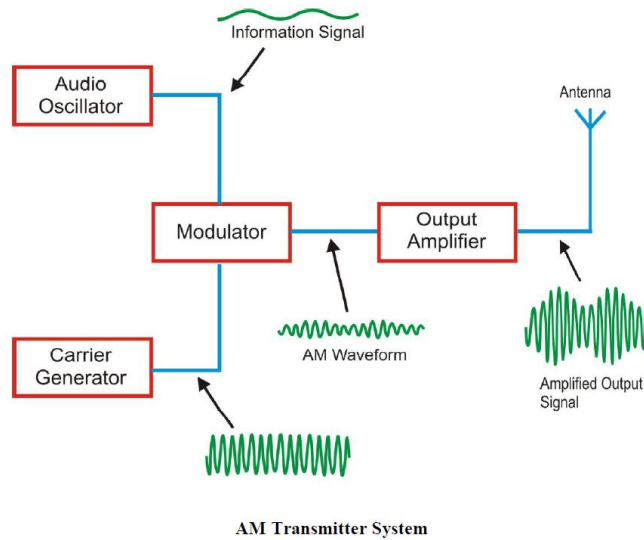 Information Signal
Audio
Oscillator
Antenna
Modulator
Output
Amplifier
AM Waveform
Carrier
Generator
Amplified Output
Signal
AM Transmitter System